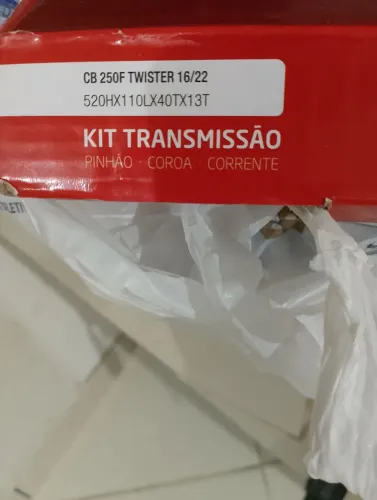 CB 250F TWISTER 16/22
520HX110LX40TX13T
KIT TRANSMISSÃO
PINHÃO · COROA · CORRENTE